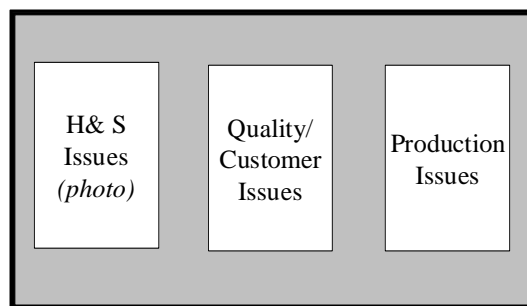 H& S
Issues
(photo)
Quality/
Customer
Issues
Production
Issues